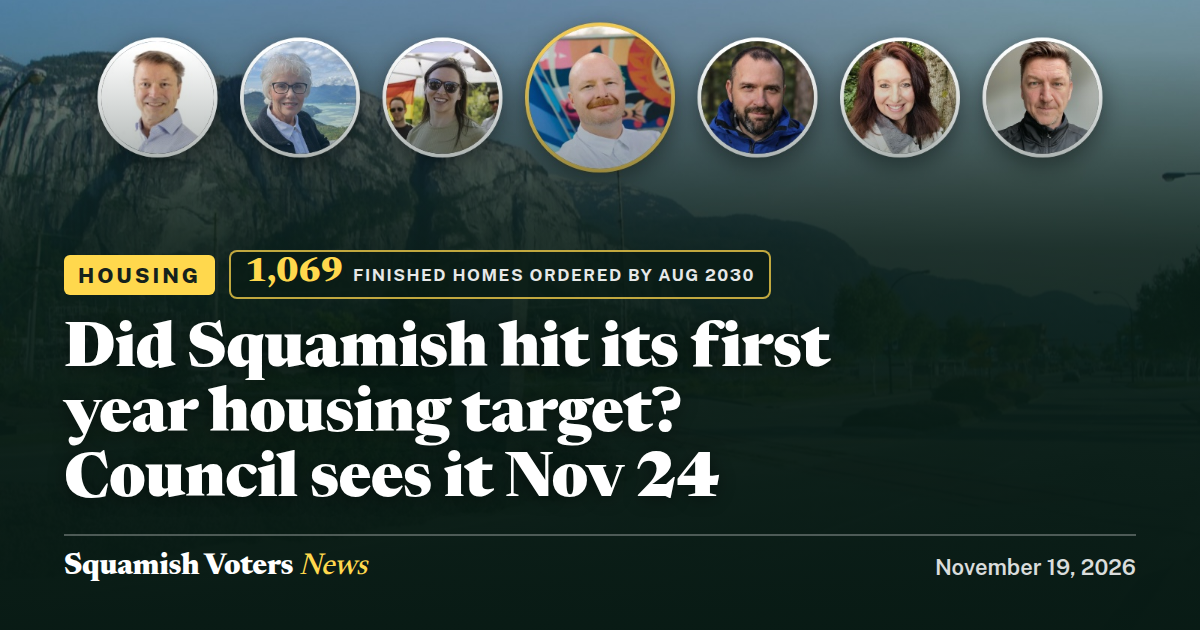 HOUSING
1,069 FINISHED HOMES ORDERED BY AUG 2030
Did Squamish hit its first
year housing target?
Council sees it Nov 24
Squamish Voters News
November 19, 2026